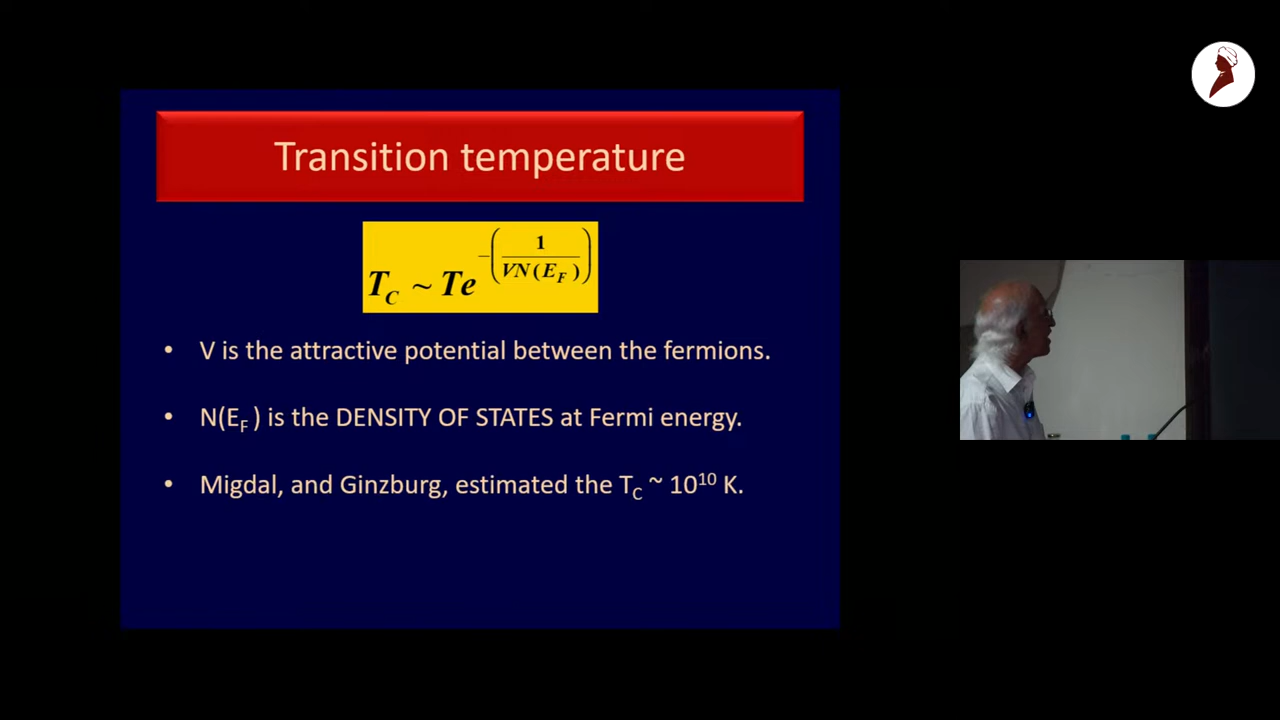 Transition temperature
T_C ~ Te^{-(1/(VN(E_F)))}
• V is the attractive potential between the fermions.
• N(E_F ) is the DENSITY OF STATES at Fermi energy.
• Migdal, and Ginzburg, estimated the T_C ~ 10^10 K.